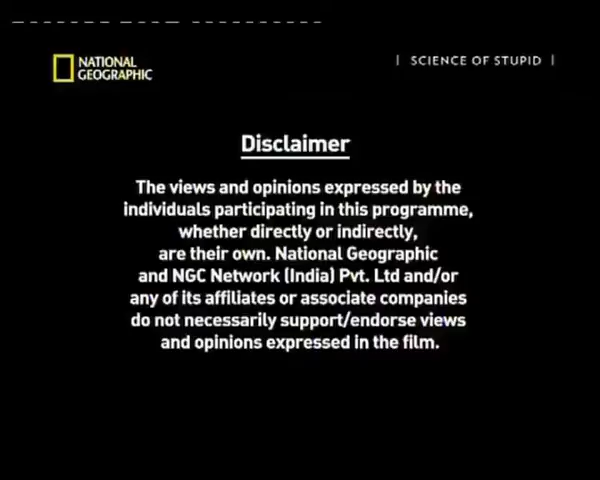 NATIONAL
GEOGRAPHIC
| SCIENCE OF STUPID |
Disclaimer
The views and opinions expressed by the
individuals participating in this programme,
whether directly or indirectly,
are their own. National Geographic
and NGC Network (India) Pvt. Ltd and/or
any of its affiliates or associate companies
do not necessarily support/endorse views
and opinions expressed in the film.